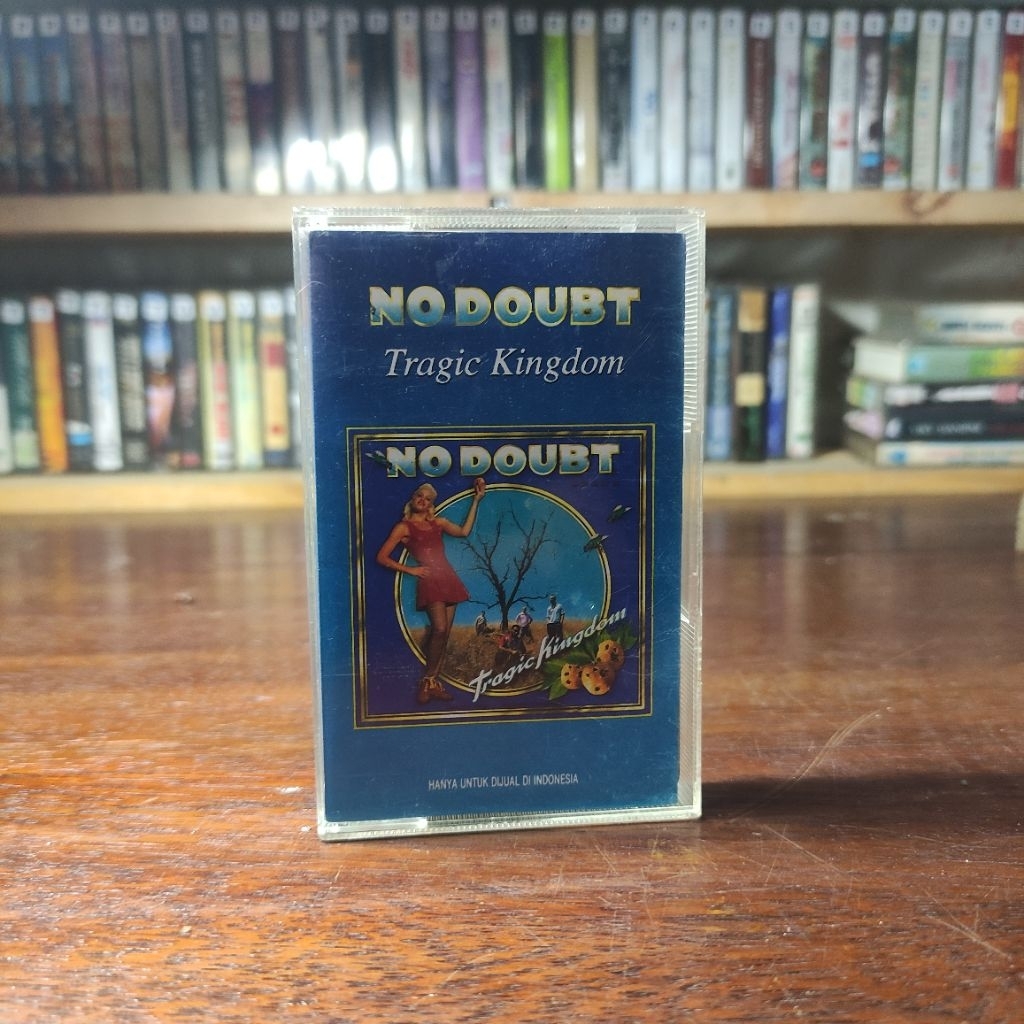 NO DOUBT
Tragic Kingdom
NO DOUBT
Tragic Kingdom
HANYA UNTUK DIJUAL DI INDONESIA